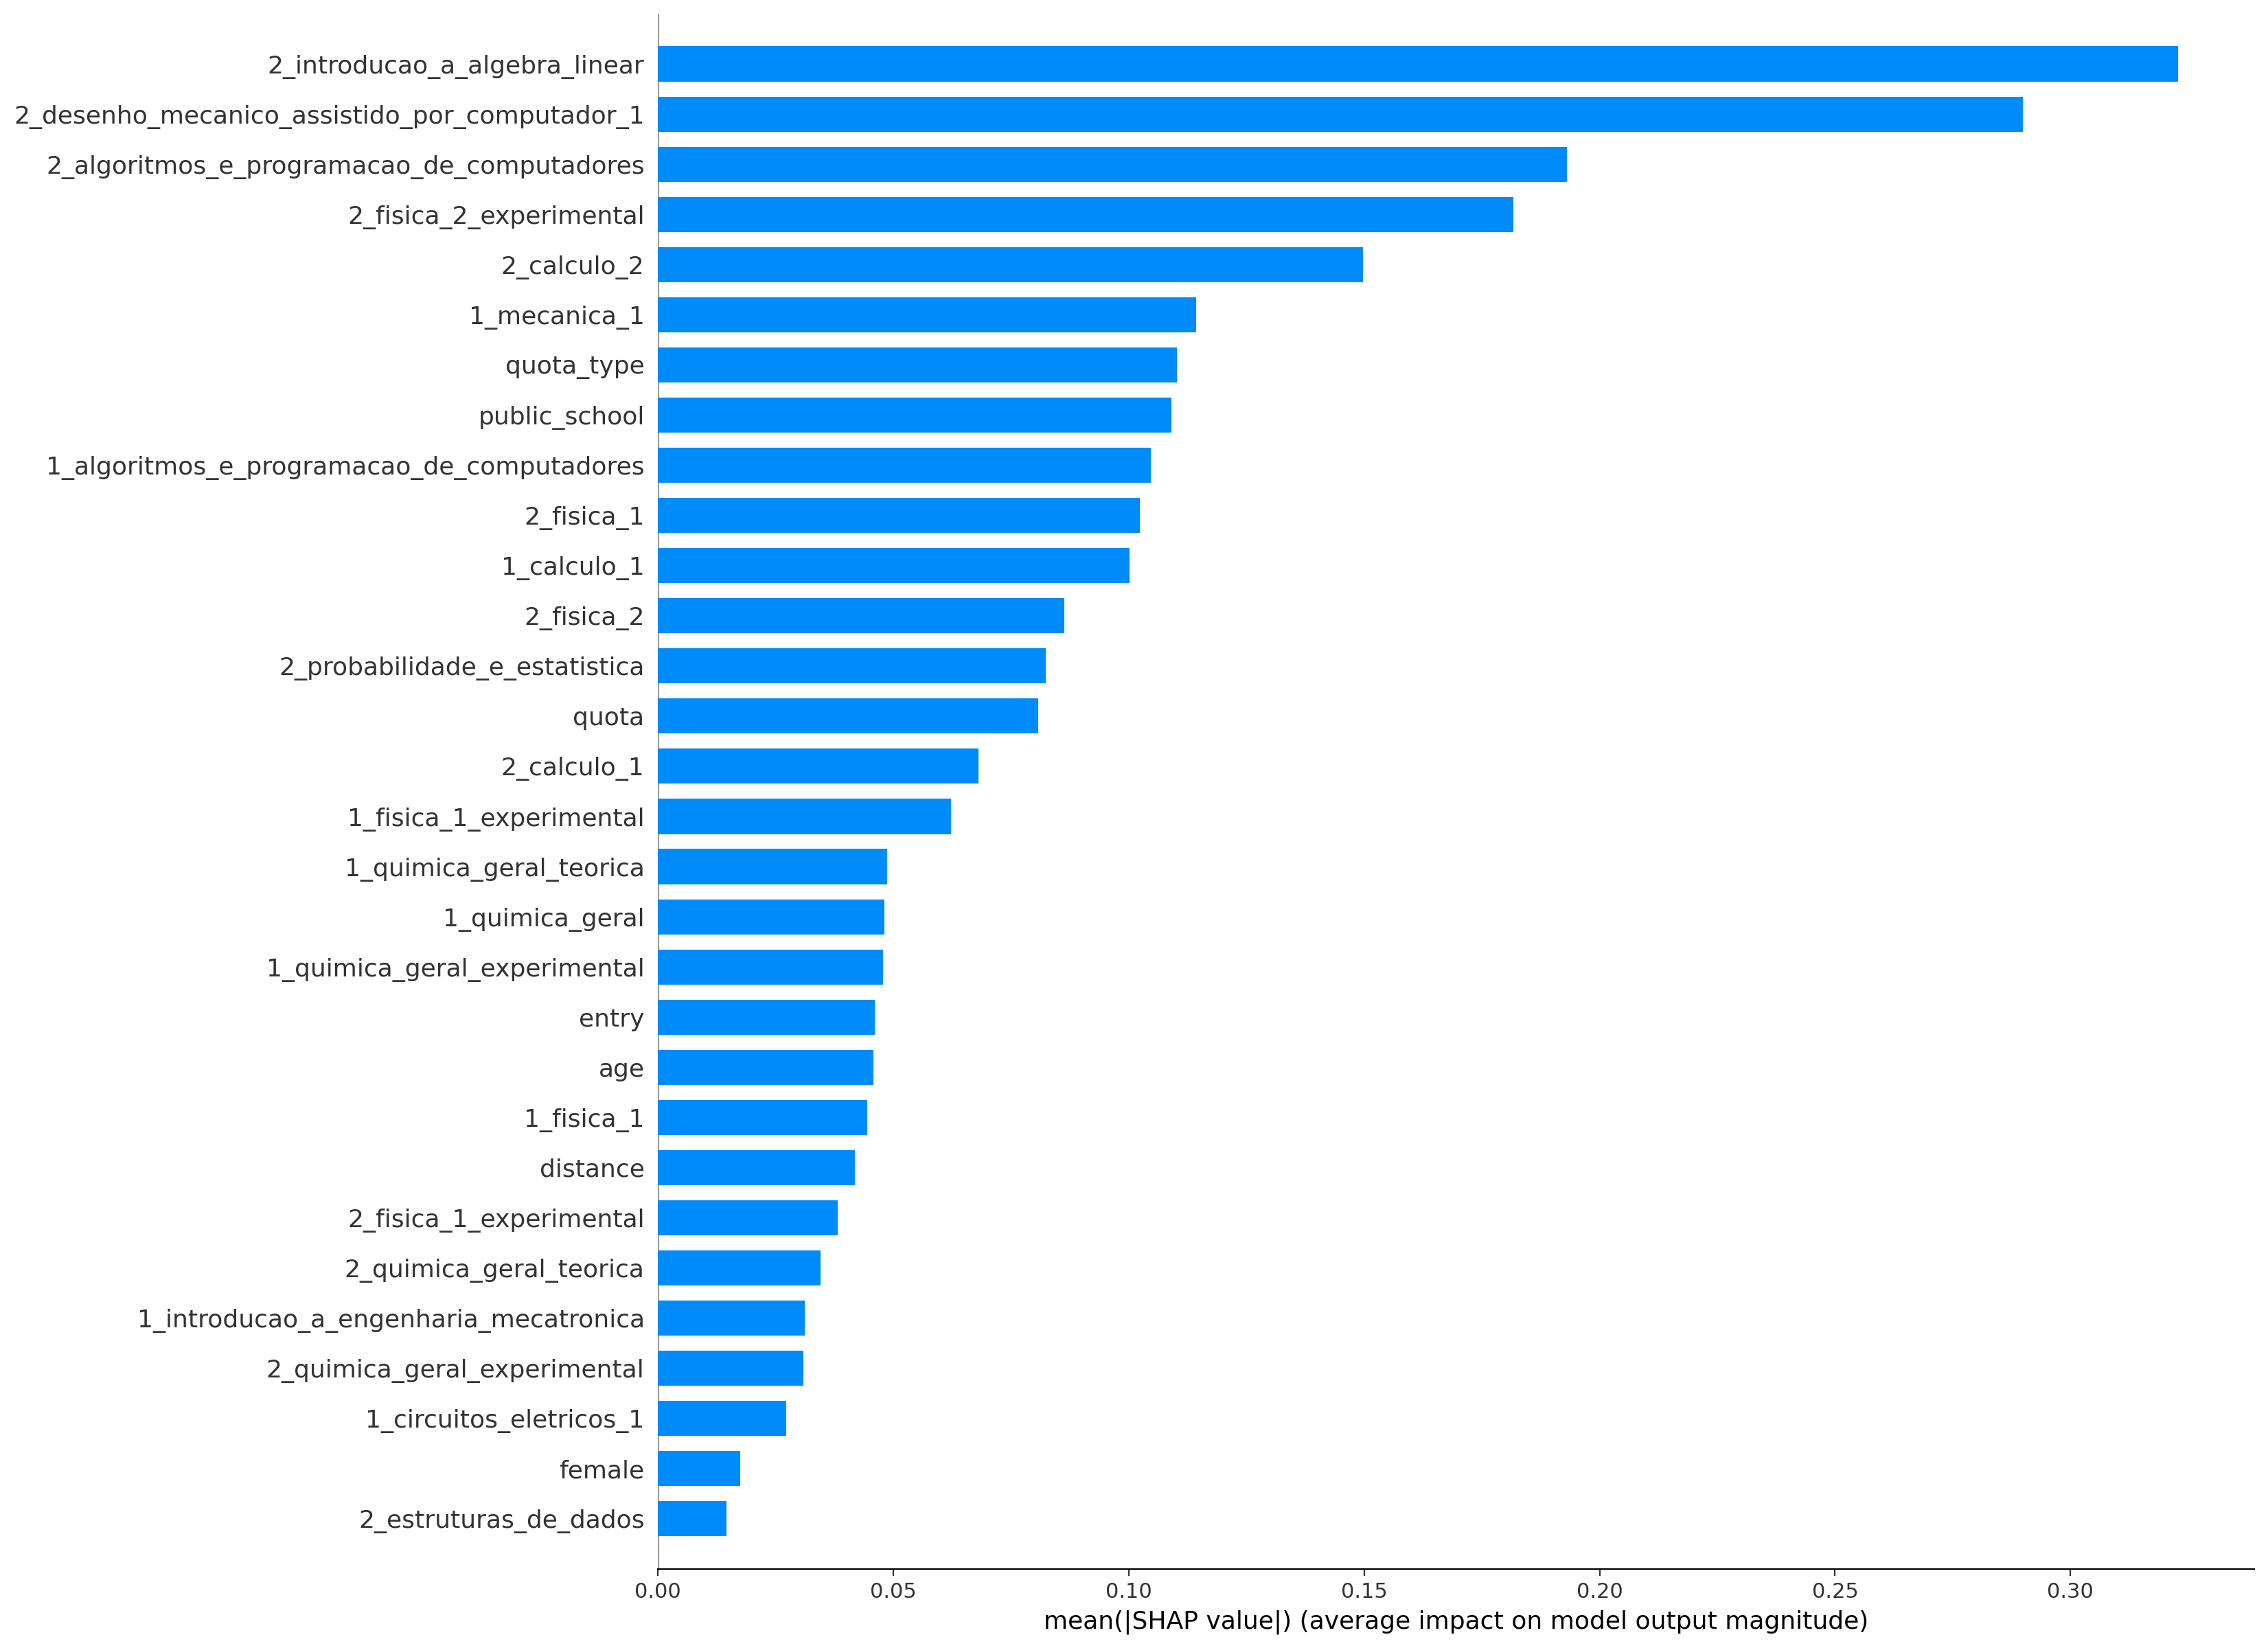 2_introducao_a_algebra_linear
2_desenho_mecanico_assistido_por_computador_1
2_algoritmos_e_programacao_de_computadores
2_fisica_2_experimental
2_calculo_2
1_mecanica_1
quota_type
public_school
1_algoritmos_e_programacao_de_computadores
2_fisica_1
1_calculo_1
2_fisica_2
2_probabilidade_e_estatistica
quota
2_calculo_1
1_fisica_1_experimental
1_quimica_geral_teorica
1_quimica_geral
1_quimica_geral_experimental
entry
age
1_fisica_1
distance
2_fisica_1_experimental
2_quimica_geral_teorica
1_introducao_a_engenharia_mecatronica
2_quimica_geral_experimental
1_circuitos_eletricos_1
female
2_estruturas_de_dados
0.00 0.05 0.10 0.15 0.20 0.25 0.30
mean(|SHAP value|) (average impact on model output magnitude)